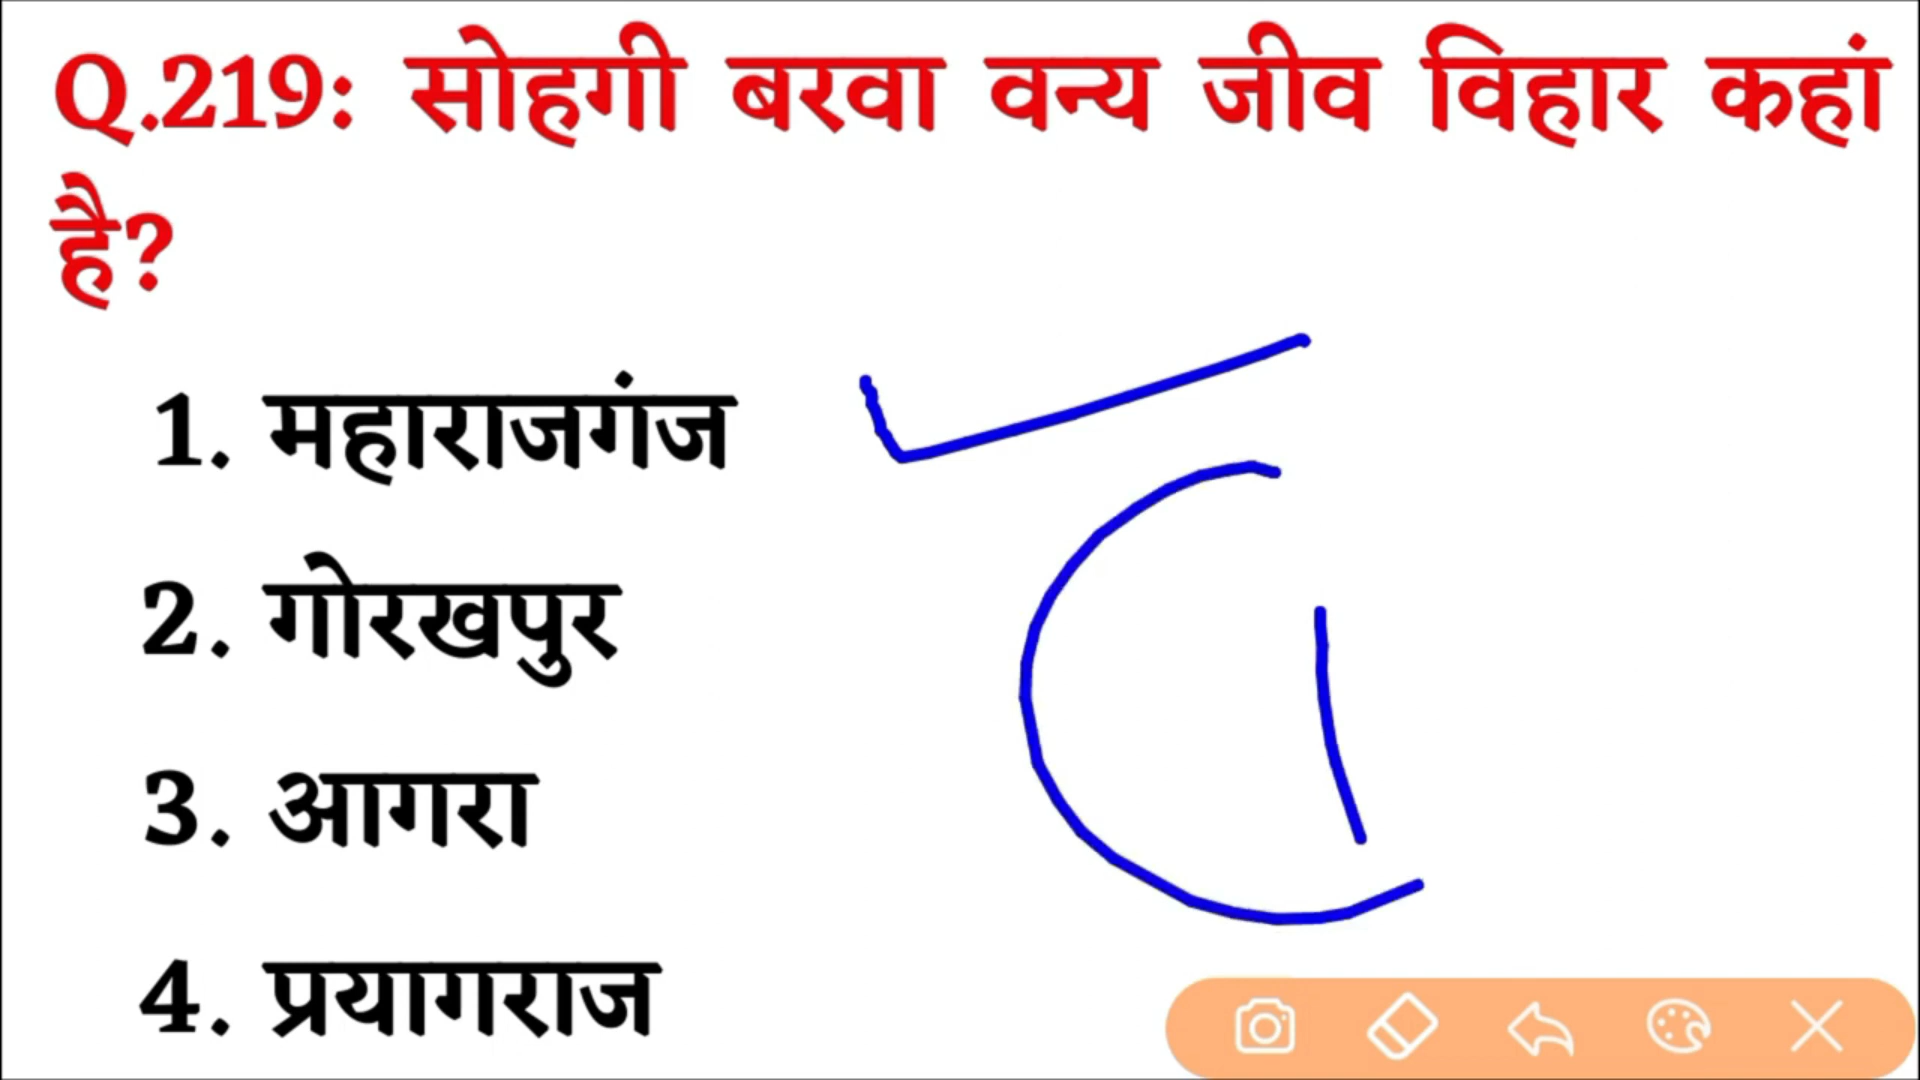 Q.219: सोहगी बरवा वन्य जीव विहार कहां
है?
1. महाराजगंज
2. गोरखपुर
3. आगरा
4. प्रयागराज